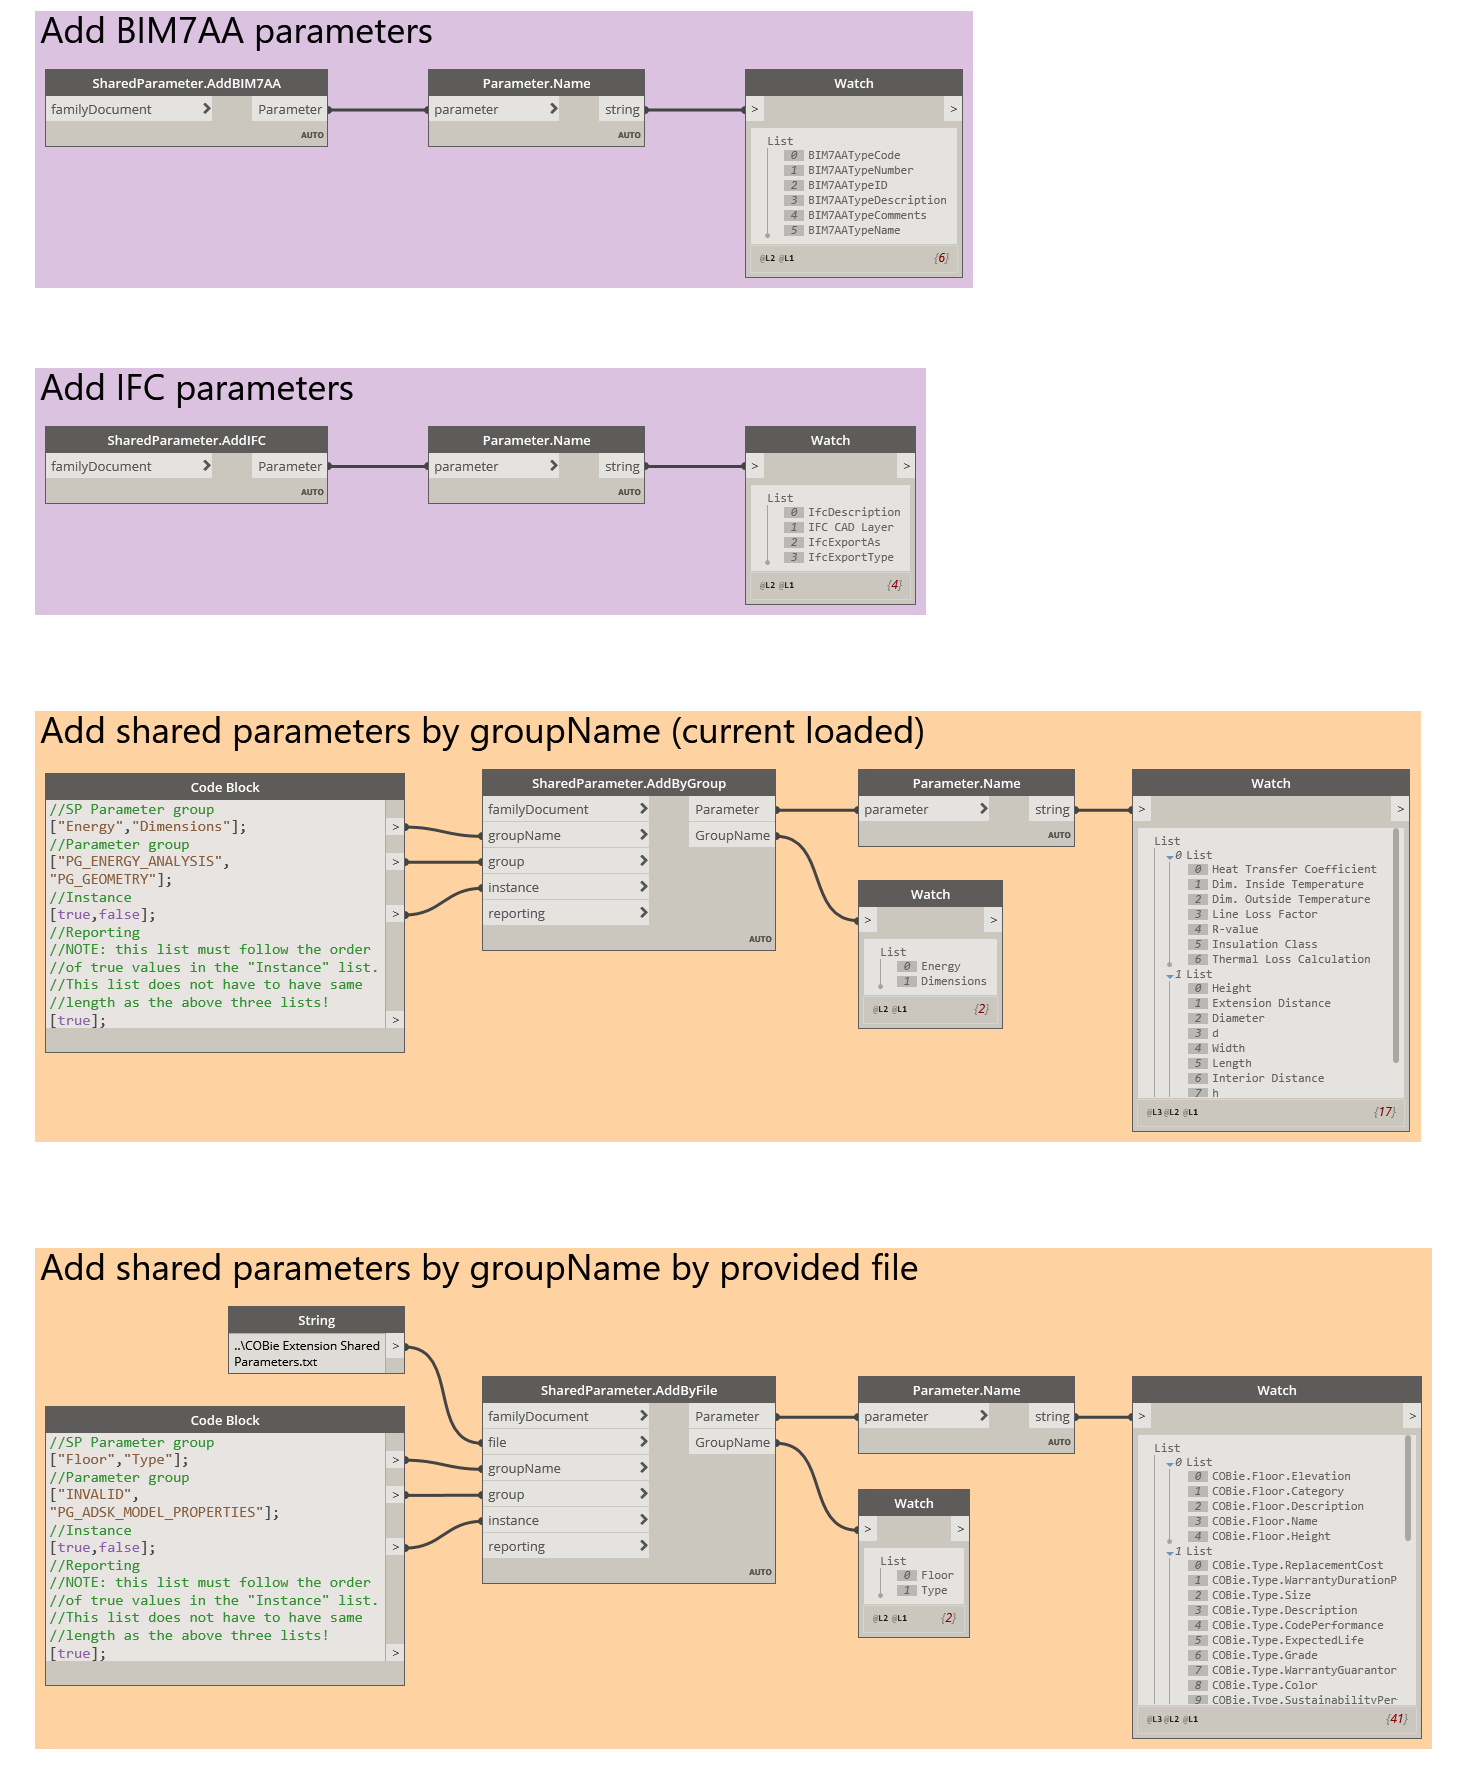 Add BIM7AA parameters
SharedParameter.AddBIM7AA
familyDocument
Parameter
AUTO
Parameter.Name
parameter
string
AUTO
Watch
>
>
List
0 BIM7AATypeCode
1 BIM7AATypeNumber
2 BIM7AATypeID
3 BIM7AATypeDescription
4 BIM7AATypeComments
5 BIM7AATypeName
@L2 @L1
{6}
Add IFC parameters
SharedParameter.AddIFC
familyDocument
Parameter
AUTO
Parameter.Name
parameter
string
AUTO
Watch
>
>
List
0 IfcDescription
1 IFC CAD Layer
2 IfcExportAs
3 IfcExportType
@L2 @L1
{4}
Add shared parameters by groupName (current loaded)
Code Block
//SP Parameter group
["Energy","Dimensions"];
>
//Parameter group
["PG_ENERGY_ANALYSIS",
>
"PG_GEOMETRY"];
//Instance
[true,false];
>
//Reporting
//NOTE: this list must follow the order
//of true values in the "Instance" list.
//This list does not have to have same
//length as the above three lists!
[true];
>
SharedParameter.AddByGroup
familyDocument
Parameter
groupName
GroupName
group
instance
reporting
AUTO
Parameter.Name
parameter
string
AUTO
Watch
>
>
List
0 Energy
1 Dimensions
@L2 @L1
{2}
Watch
>
>
List
0 List
0 Heat Transfer Coefficient
1 Dim. Inside Temperature
2 Dim. Outside Temperature
3 Line Loss Factor
4 R-value
5 Insulation Class
6 Thermal Loss Calculation
1 List
0 Height
1 Extension Distance
2 Diameter
3 d
4 Width
5 Length
6 Interior Distance
7 h
@L3 @L2 @L1
{17}
Add shared parameters by groupName by provided file
String
..\COBie Extension Shared
Parameters.txt
>
Code Block
//SP Parameter group
["Floor","Type"];
>
//Parameter group
["INVALID",
>
"PG_ADSK_MODEL_PROPERTIES"];
//Instance
[true,false];
>
//Reporting
//NOTE: this list must follow the order
//of true values in the "Instance" list.
//This list does not have to have same
//length as the above three lists!
[true];
>
SharedParameter.AddByFile
familyDocument
Parameter
file
GroupName
groupName
group
instance
reporting
AUTO
Parameter.Name
parameter
string
AUTO
Watch
>
>
List
0 Floor
1 Type
@L2 @L1
{2}
Watch
>
>
List
0 List
0 COBie.Floor.Elevation
1 COBie.Floor.Category
2 COBie.Floor.Description
3 COBie.Floor.Name
4 COBie.Floor.Height
1 List
0 COBie.Type.ReplacementCost
1 COBie.Type.WarrantyDurationP
2 COBie.Type.Size
3 COBie.Type.Description
4 COBie.Type.CodePerformance
5 COBie.Type.ExpectedLife
6 COBie.Type.Grade
7 COBie.Type.WarrantyGuarantor
8 COBie.Type.Color
9 COBie.Type.SustainabilityPer
@L3 @L2 @L1
{41}